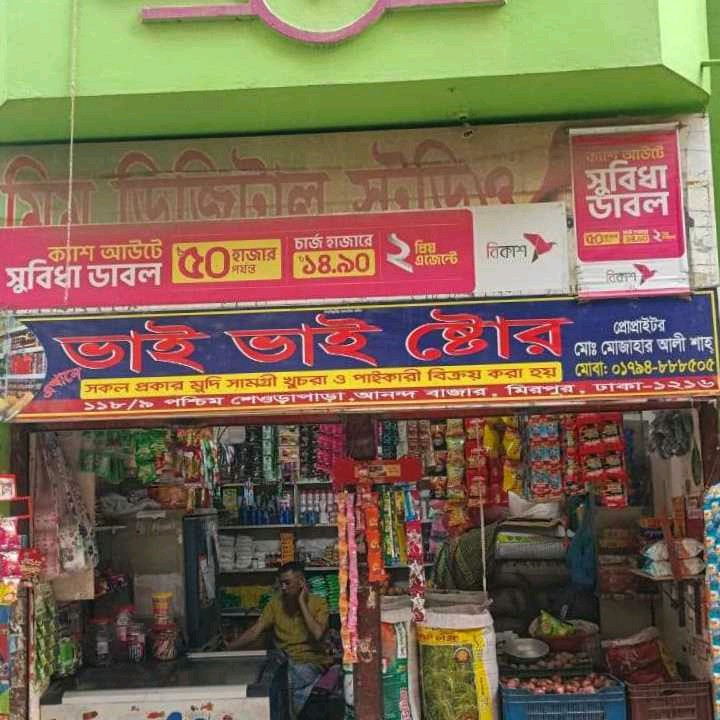 মিম ডিজিটাল স্টুডিও
ক্যাশ আউটে
সুবিধা ডাবল
৳৫০ হাজার পর্যন্ত
চার্জ হাজারে
৳১৪.৯০
২ প্রিয় এজেন্টে
বিকাশ
ক্যাশ আউটে
সুবিধা
ডাবল
বিকাশ
ভাই ভাই ষ্টোর
প্রোপ্রাইটর
মোঃ মোজাহার আলী শাহ্
মোবা: ০১৭৯৪-৮৮৮৫০৫
এখানে
সকল প্রকার মুদি সামগ্রী খুচরা ও পাইকারী বিক্রয় করা হয়
১১৮/৯ পশ্চিম শেওড়াপাড়া, আনন্দ বাজার, মিরপুর, ঢাকা-১২১৬